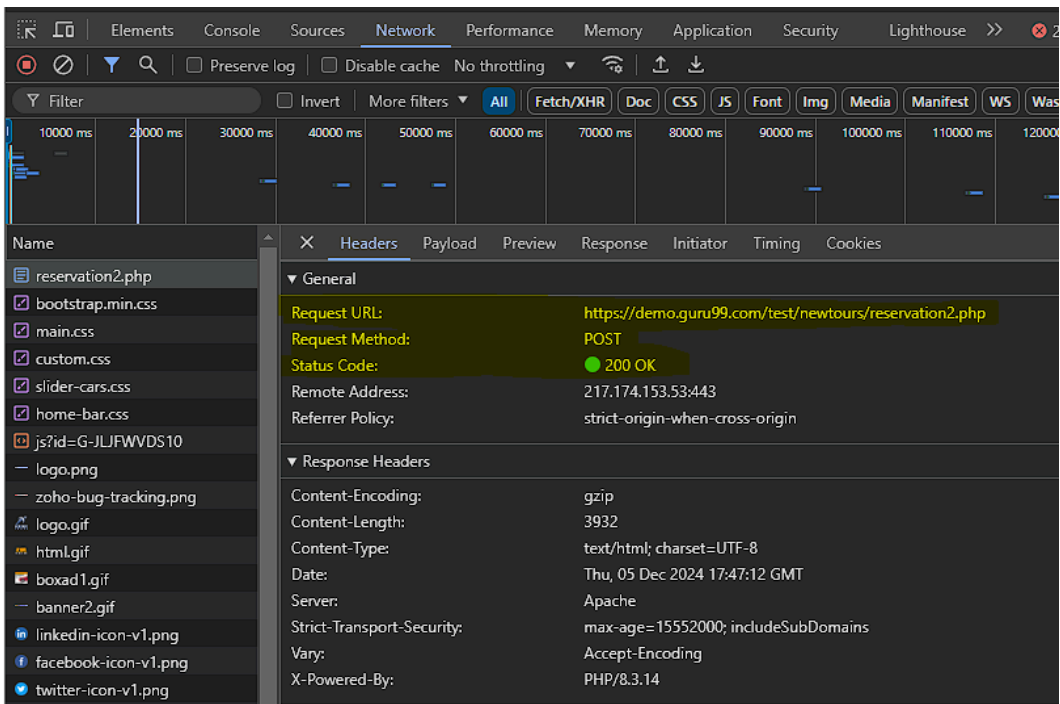 Elements Console Sources Network Performance Memory Application Security Lighthouse 2
Preserve log Disable cache No throttling
Filter Invert More filters All Fetch/XHR Doc CSS JS Font Img Media Manifest WS Was
10000 ms 20000 ms 30000 ms 40000 ms 50000 ms 60000 ms 70000 ms 80000 ms 90000 ms 100000 ms 110000 ms 120000
Name
reservation2.php
bootstrap.min.css
main.css
custom.css
slider-cars.css
home-bar.css
js?id=G-JLJFWVDS10
logo.png
zoho-bug-tracking.png
logo.gif
html.gif
boxad1.gif
banner2.gif
linkedin-icon-v1.png
facebook-icon-v1.png
twitter-icon-v1.png
Headers Payload Preview Response Initiator Timing Cookies
General
Request URL: https://demo.guru99.com/test/newtours/reservation2.php
Request Method: POST
Status Code: 200 OK
Remote Address: 217.174.153.53:443
Referrer Policy: strict-origin-when-cross-origin
Response Headers
Content-Encoding: gzip
Content-Length: 3932
Content-Type: text/html; charset=UTF-8
Date: Thu, 05 Dec 2024 17:47:12 GMT
Server: Apache
Strict-Transport-Security: max-age=15552000; includeSubDomains
Vary: Accept-Encoding
X-Powered-By: PHP/8.3.14